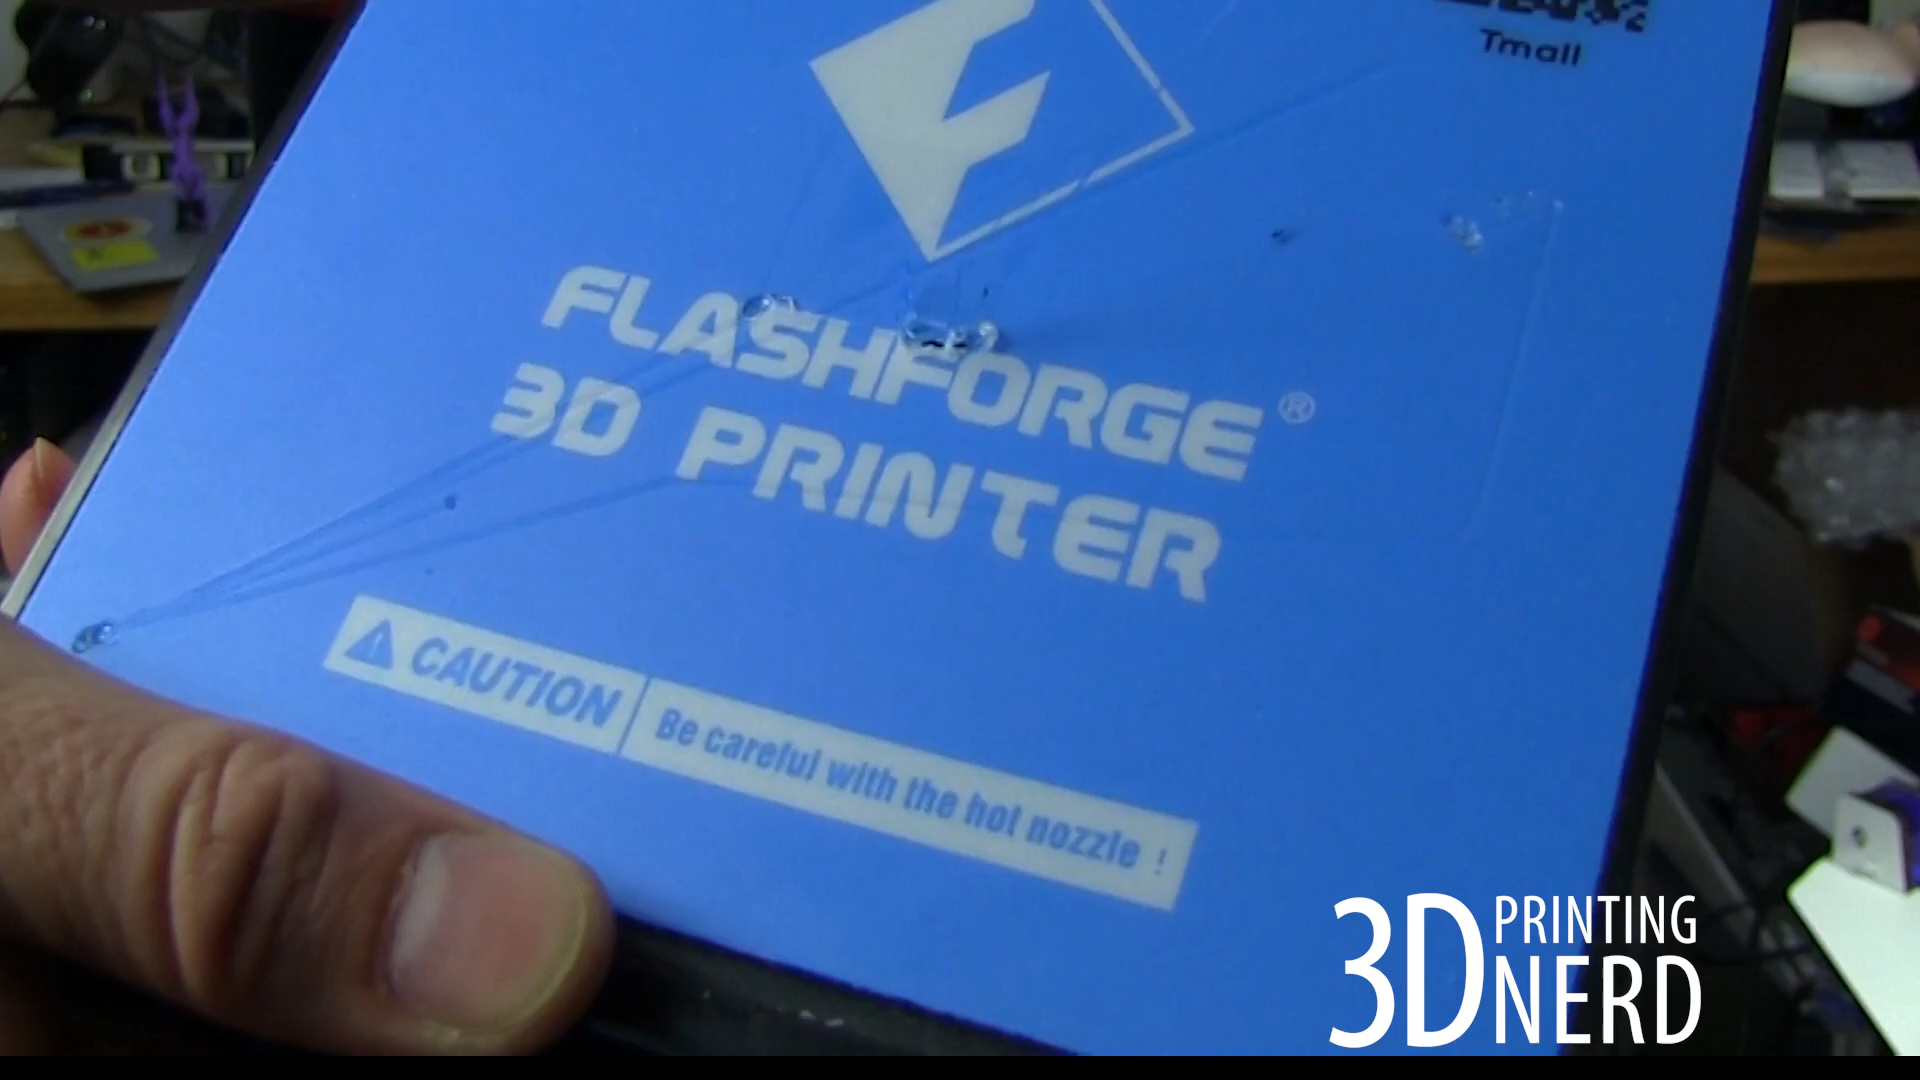 Tmall
FLASHFORGE®
3D PRINTER
CAUTION Be careful with the hot nozzle !
3D PRINTING
NERD